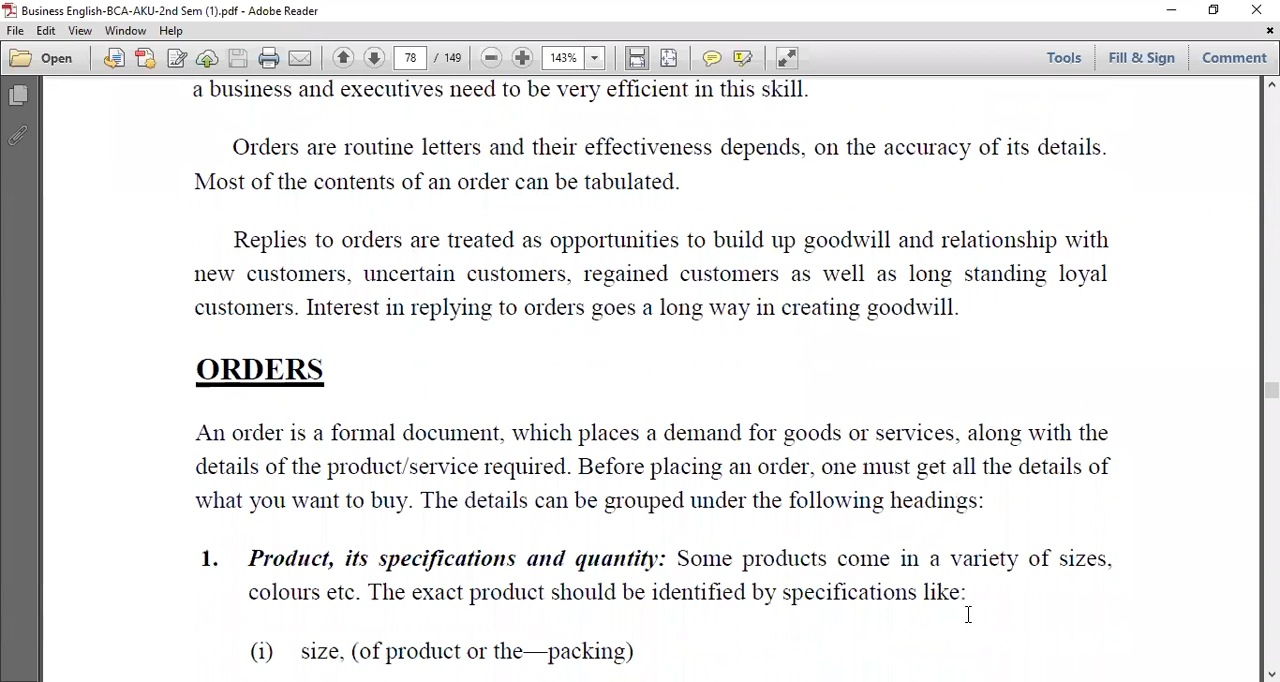 Business English-BCA-AKU-2nd Sem (1).pdf - Adobe Reader
File Edit View Window Help
Open 78 / 149 143% Tools Fill & Sign Comment
a business and executives need to be very efficient in this skill.
Orders are routine letters and their effectiveness depends, on the accuracy of its details.
Most of the contents of an order can be tabulated.
Replies to orders are treated as opportunities to build up goodwill and relationship with
new customers, uncertain customers, regained customers as well as long standing loyal
customers. Interest in replying to orders goes a long way in creating goodwill.
ORDERS
An order is a formal document, which places a demand for goods or services, along with the
details of the product/service required. Before placing an order, one must get all the details of
what you want to buy. The details can be grouped under the following headings:
1. Product, its specifications and quantity: Some products come in a variety of sizes,
colours etc. The exact product should be identified by specifications like:
(i) size, (of product or the—packing)